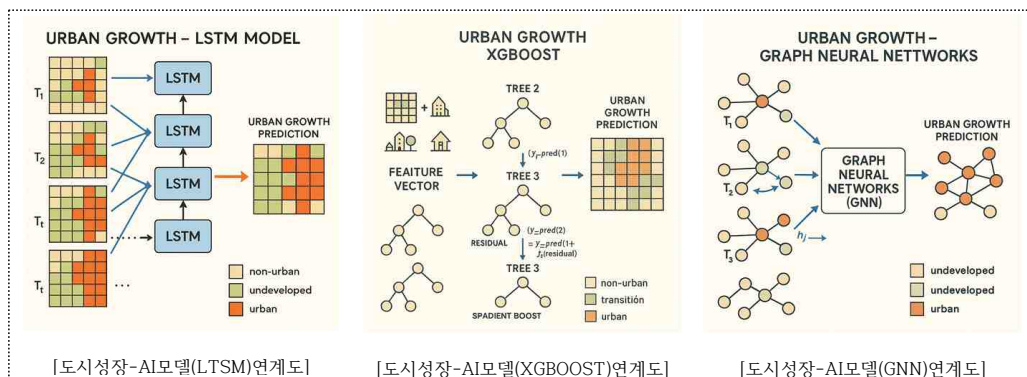 URBAN GROWTH – LSTM MODEL
T1
LSTM
LSTM
T2
URBAN GROWTH
PREDICTION
LSTM
Tt
LSTM
Tt
...
non-urban
undeveloped
urban
[도시성장-AI모델(LTSM)연계도]
URBAN GROWTH
XGBOOST
TREE 2
URBAN
GROWTH
PREDICTION
+
FEAITURE
VECTOR
TREE 3
RESIDUAL
(y=pred(2)
= y=pred(1+
TREE 3
SPADIENT BOOST
non-urban
transitión
urban
[도시성장-AI모델(XGBOOST)연계도]
URBAN GROWTH –
GRAPH NEURAL NETTWORKS
T1
URBAN GROWTH
PREDICTION
T2
GRAPH
NEURAL
NETWORKS
(GNN)
T3
hj
undeveloped
undeveloped
urban
[도시성장-AI모델(GNN)연계도]